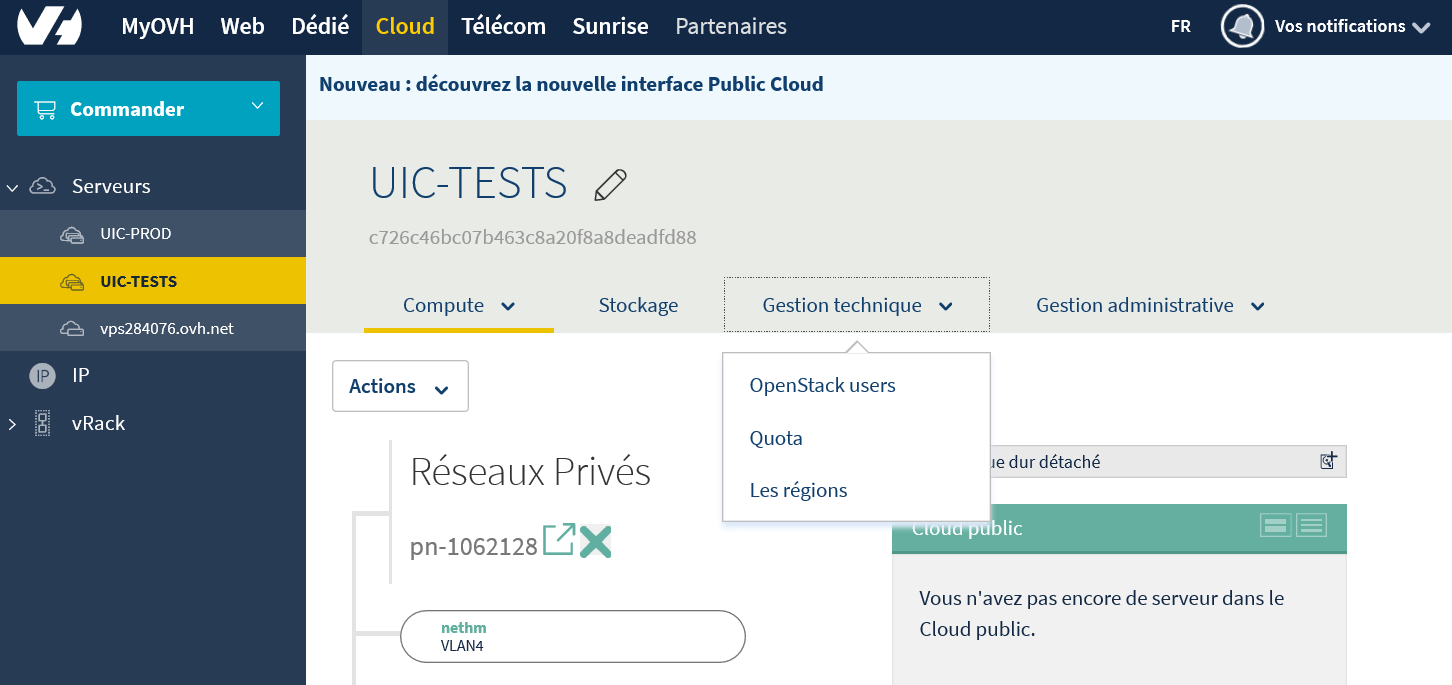 MyOVH Web Dédié Cloud Télécom Sunrise Partenaires FR Vos notifications
Commander
Serveurs
UIC-PROD
UIC-TESTS
vps284076.ovh.net
IP IP
vRack
Nouveau : découvrez la nouvelle interface Public Cloud
UIC-TESTS
c726c46bc07b463c8a20f8a8deadfd88
Compute Stockage Gestion technique Gestion administrative
OpenStack users
Quota
Les régions
Actions
Réseaux Privés
pn-1062128
nethm
VLAN4
dur détaché
Cloud public
Vous n'avez pas encore de serveur dans le
Cloud public.